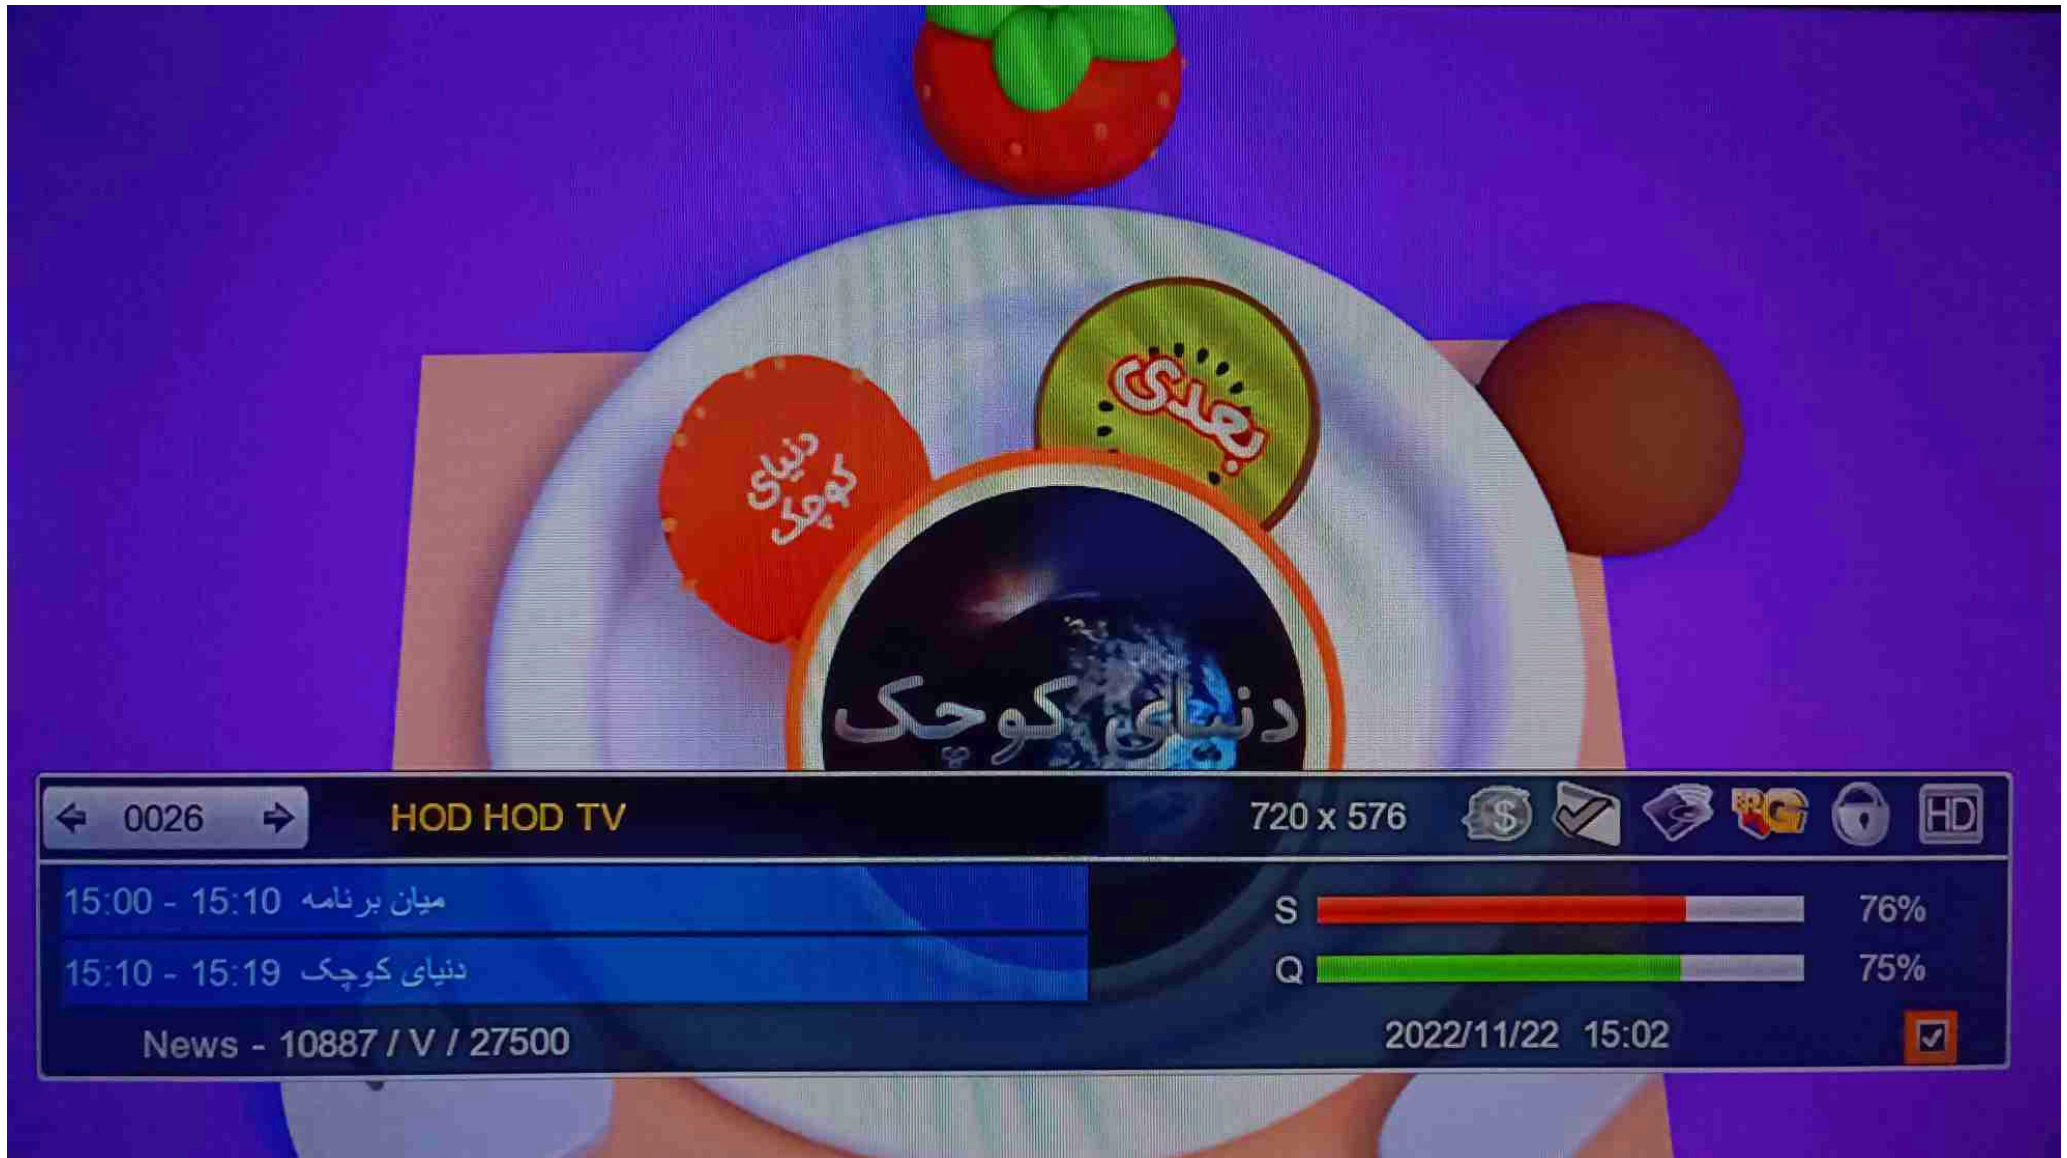 بعدی
دنیای
کوچک
دنیای کوچک
0026 HOD HOD TV 720 x 576 HD
15:00 - 15:10 میان برنامه
S 76%
15:10 - 15:19 دنیای کوچک
Q 75%
News - 10887 / V / 27500
2022/11/22 15:02